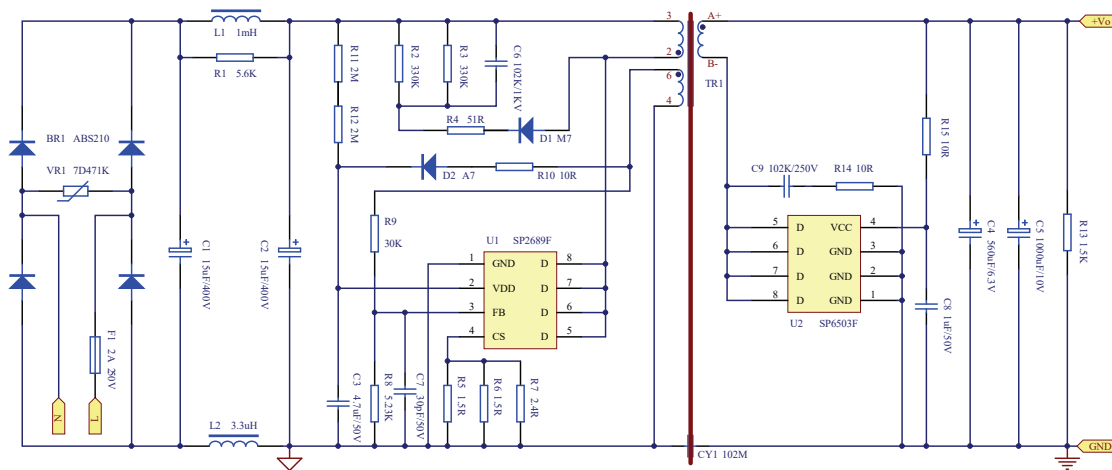 L1 1mH
R1 5.6K
BR1 ABS210
VR1 7D471K
C1 15uF/400V
C2 15uF/400V
F1 2A 250V
N
L
L2 3.3uH
R11 2M
R12 2M
R2 330K
R3 330K
C6 102K/1KV
R4 51R
D1 M7
D2 A7
R10 10R
R9
30K
U1 SP2689F
1 GND D 8
2 VDD D 7
3 FB D 6
4 CS D 5
C3 4.7uF/50V
R8 5.23K
C7 30pF/50V
R5 1.5R
R6 1.5R
R7 2.4R
3
2
6
4
A+
B-
TR1
CY1 102M
C9 102K/250V
R14 10R
5 D VCC 4
6 D GND 3
7 D GND 2
8 D GND 1
U2 SP6503F
R15 10R
C8 1uF/50V
C4 560uF/6.3V
C5 1000uF/10V
R13 1.5K
+Vo
GND